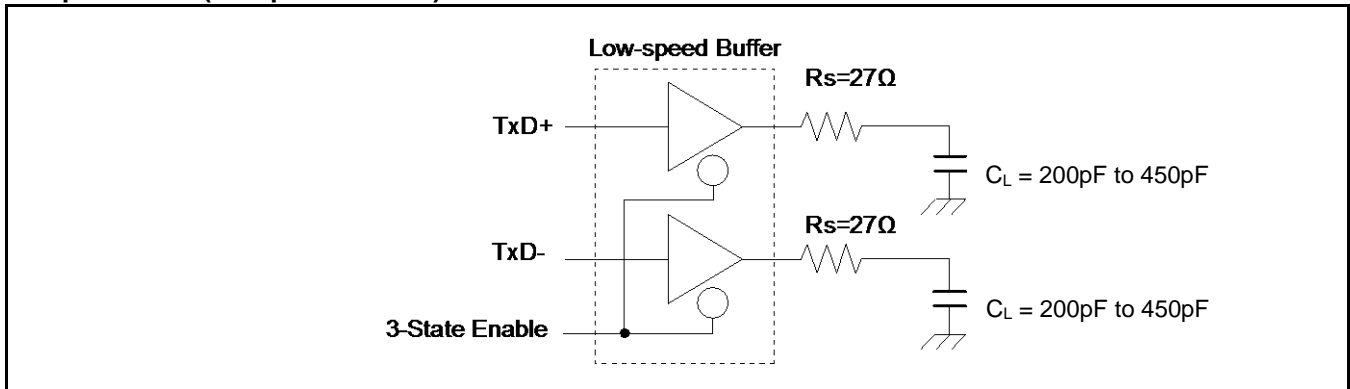 Low-speed Buffer
Rs=27Ω
TxD+
CL = 200pF to 450pF
Rs=27Ω
TxD-
CL = 200pF to 450pF
3-State Enable